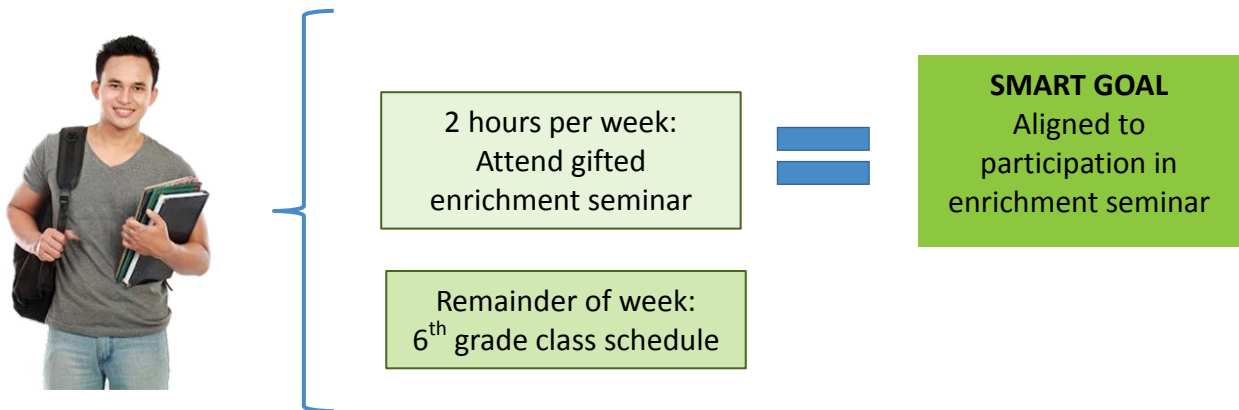 2 hours per week:
Attend gifted
enrichment seminar
Remainder of week:
6th grade class schedule
SMART GOAL
Aligned to
participation in
enrichment seminar